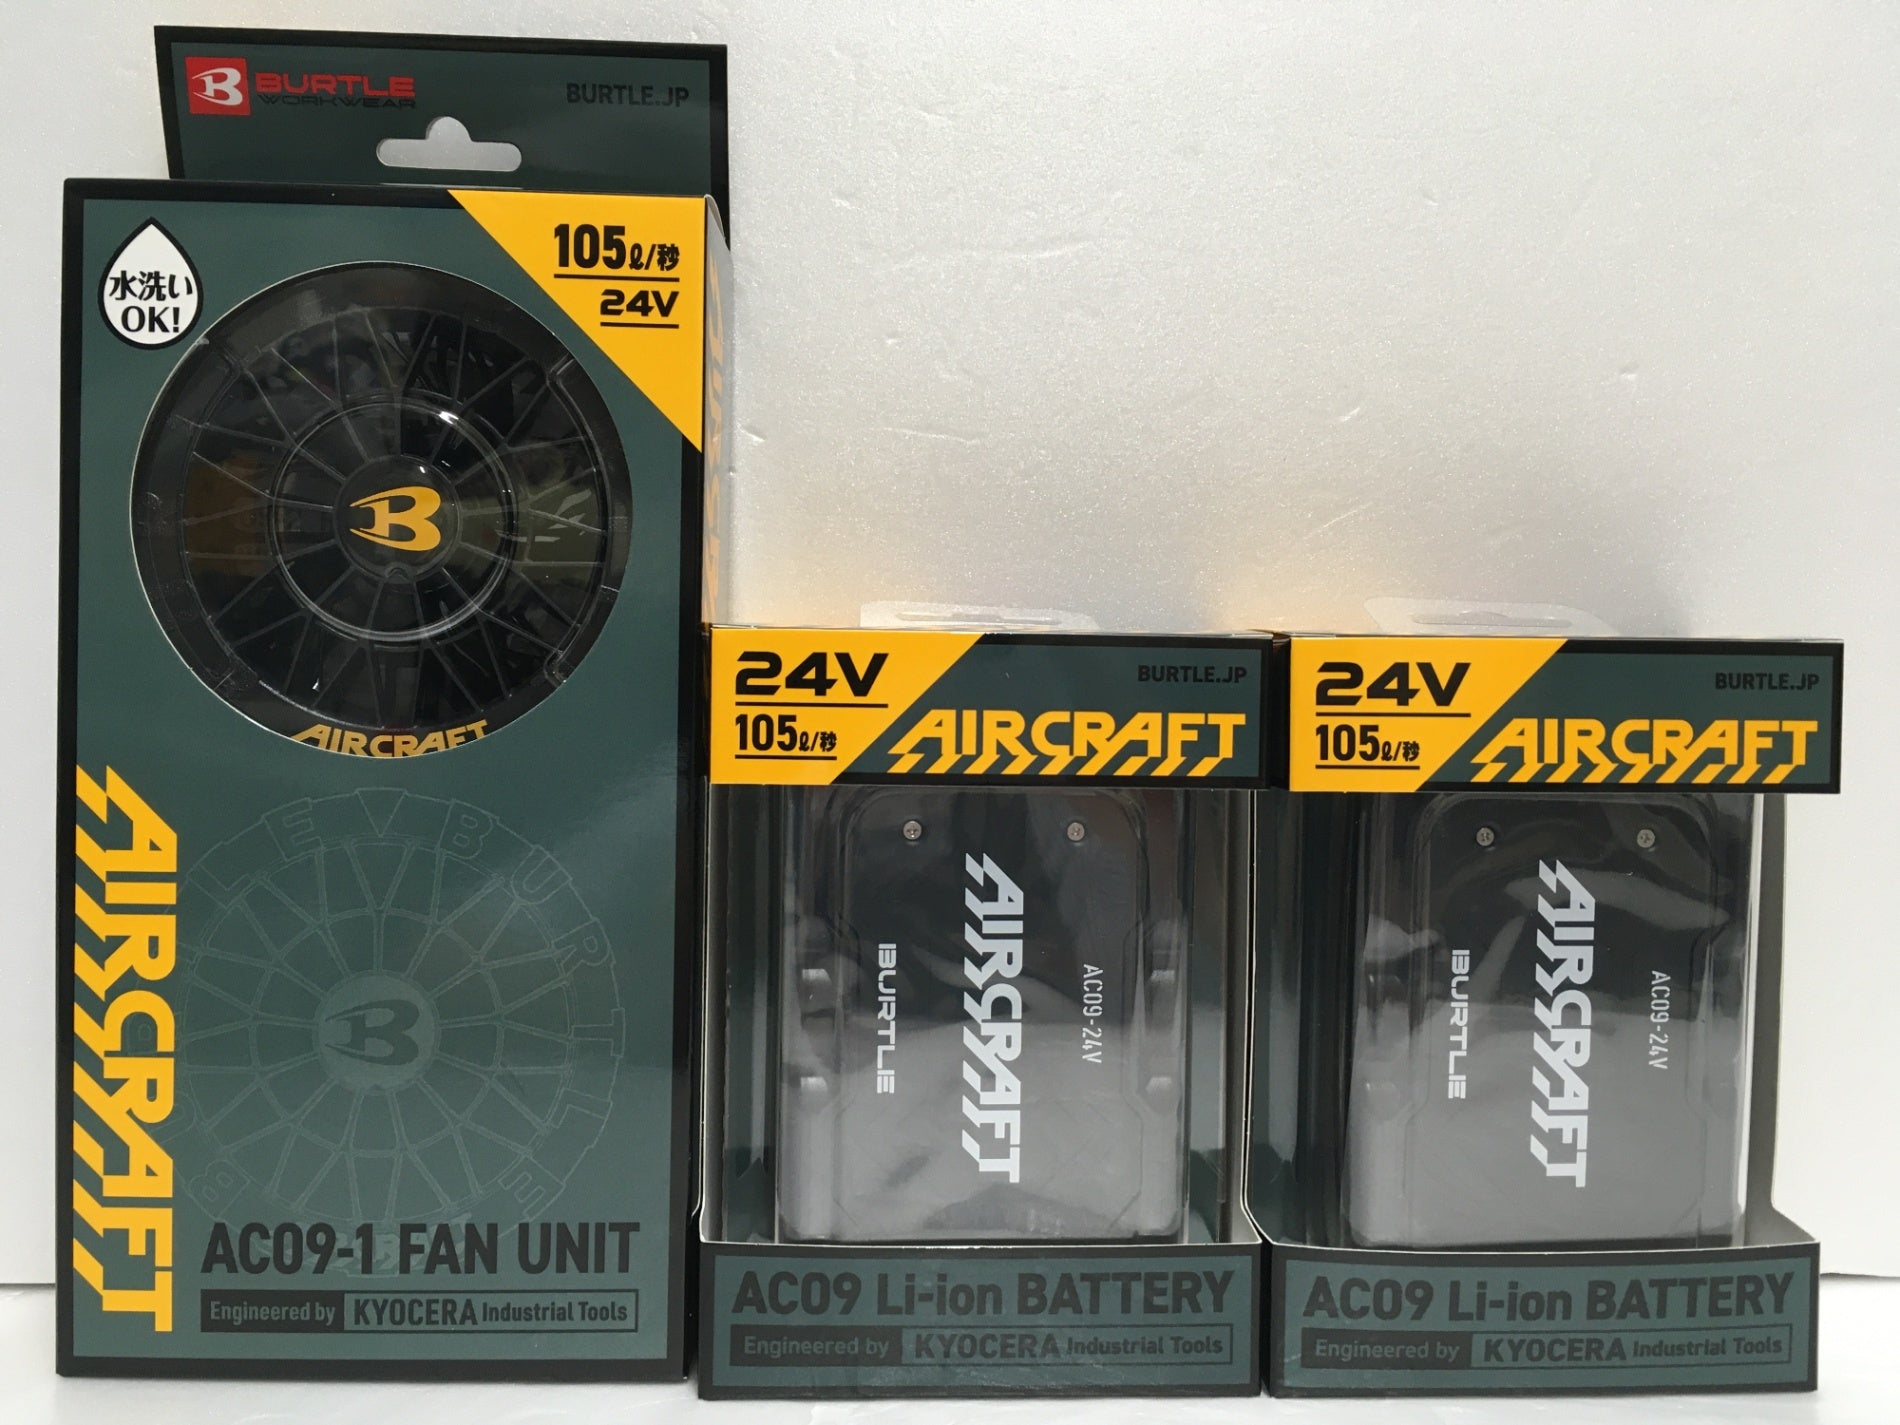 BURTLE
WORKWEAR
BURTLE.JP
水洗い
OK!
105ℓ/秒
24V
B
AIRCRAFT
AIRCRAFT
B
AC09-1 FAN UNIT
Engineered by KYOCERA Industrial Tools
24V
105ℓ/秒
BURTLE.JP
AIRCRAFT
BURTLE
AIRCRAFT
AC09-24V
AC09 Li-ion BATTERY
Engineered by KYOCERA Industrial Tools
24V
105ℓ/秒
BURTLE.JP
AIRCRAFT
BURTLE
AIRCRAFT
AC09-24V
AC09 Li-ion BATTERY
Engineered by KYOCERA Industrial Tools